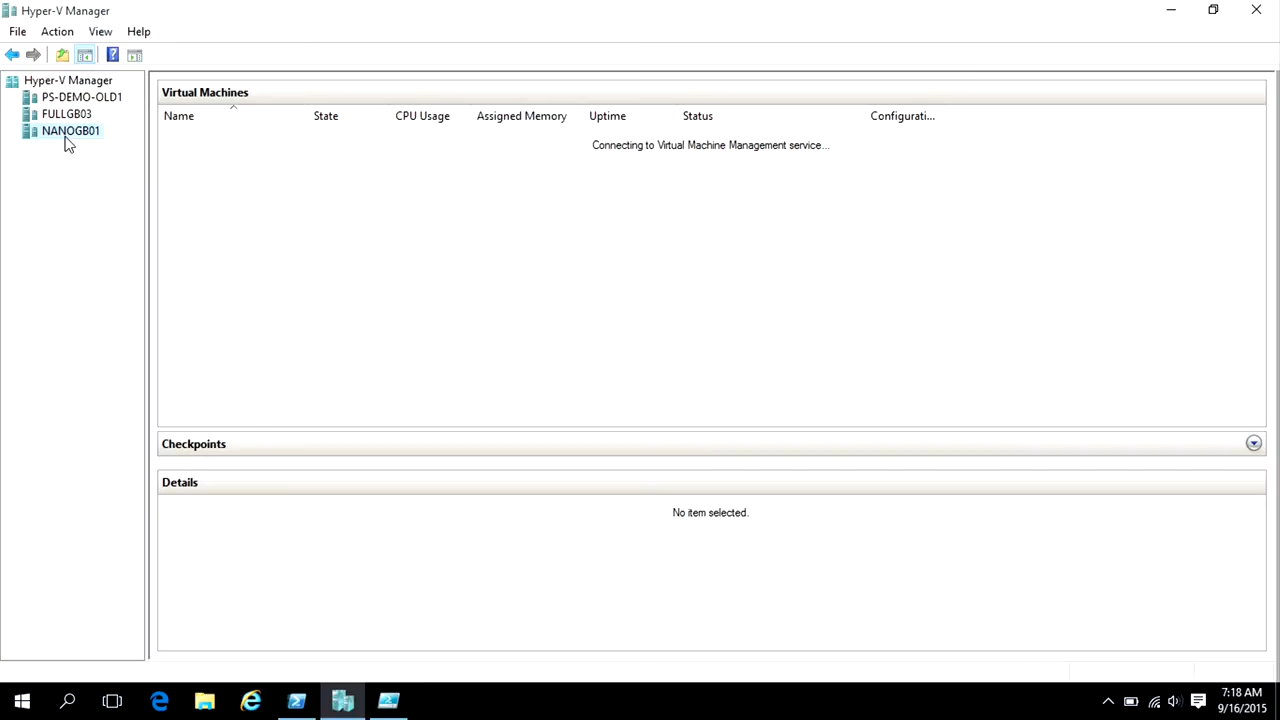 Hyper-V Manager
File Action View Help
Hyper-V Manager
PS-DEMO-OLD1
FULLGB03
NANOGB01
Virtual Machines
Name State CPU Usage Assigned Memory Uptime Status Configurati...
Connecting to Virtual Machine Management service...
Checkpoints
Details
No item selected.
7:18 AM
9/16/2015